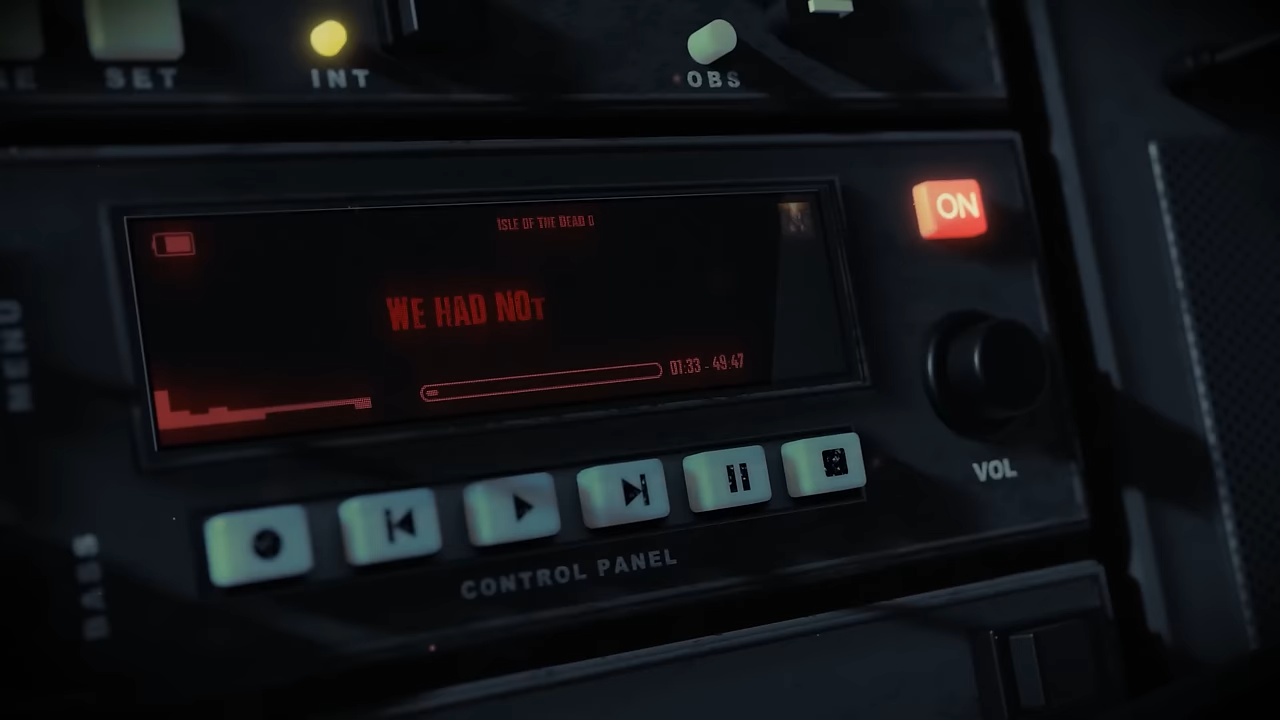 SET
INT
OBS
ISLE OF THE DEAD 0
ON
WE HAD NOT
01:33 - 49:47
MENU
VOL
CONTROL PANEL
BASS